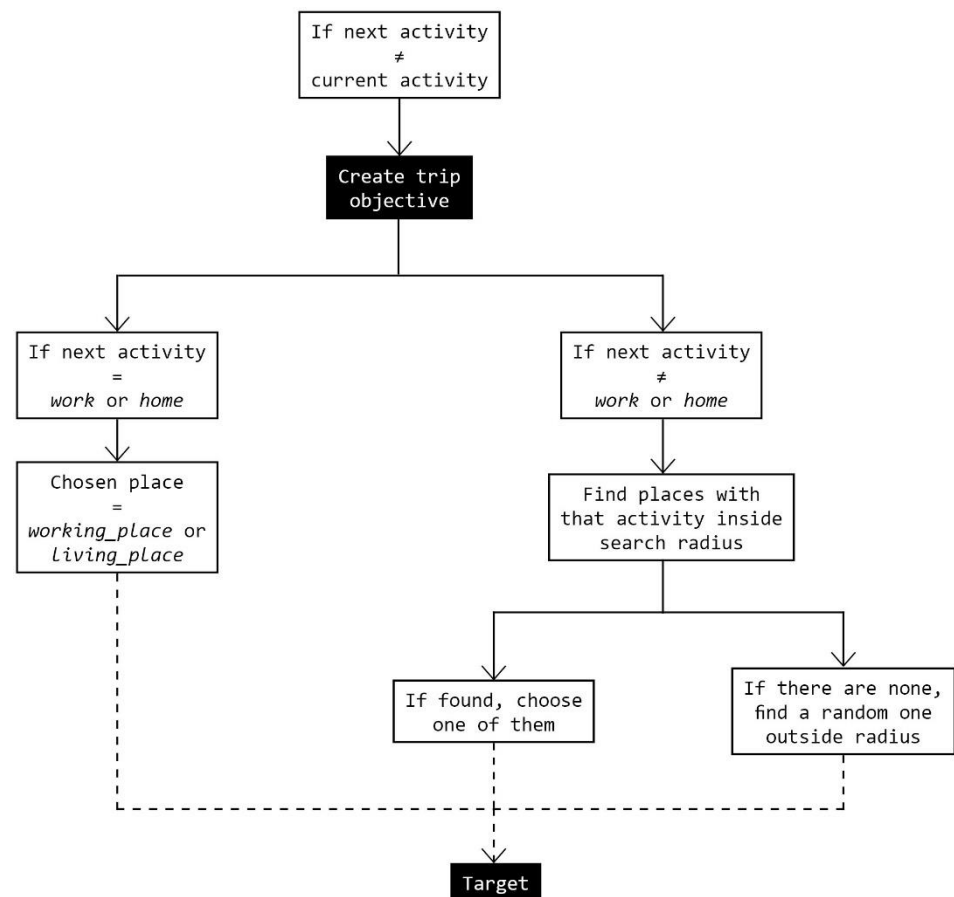 If next activity
≠
current activity
Create trip
objective
If next activity
=
work or home
If next activity
≠
work or home
Chosen place
=
working_place or
living_place
Find places with
that activity inside
search radius
If found, choose
one of them
If there are none,
find a random one
outside radius
Target